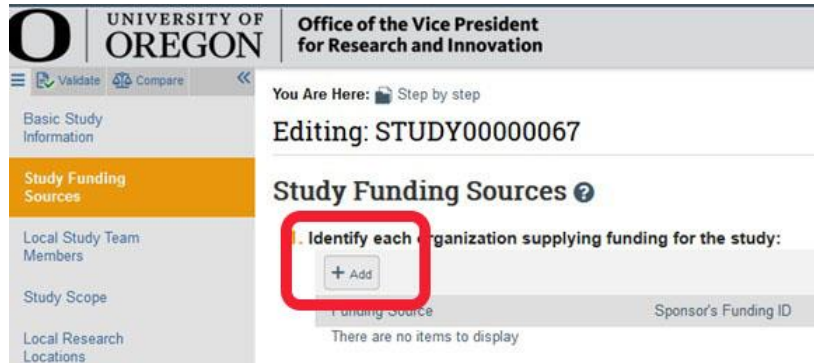 O
UNIVERSITY OF
OREGON
Office of the Vice President
for Research and Innovation
Validate Compare
You Are Here: Step by step
Basic Study
Information
Editing: STUDY00000067
Study Funding
Sources
Study Funding Sources
1. Identify each organization supplying funding for the study:
Local Study Team
Members
+ Add
Study Scope
Funding Source Sponsor's Funding ID
There are no items to display
Local Research
Locations